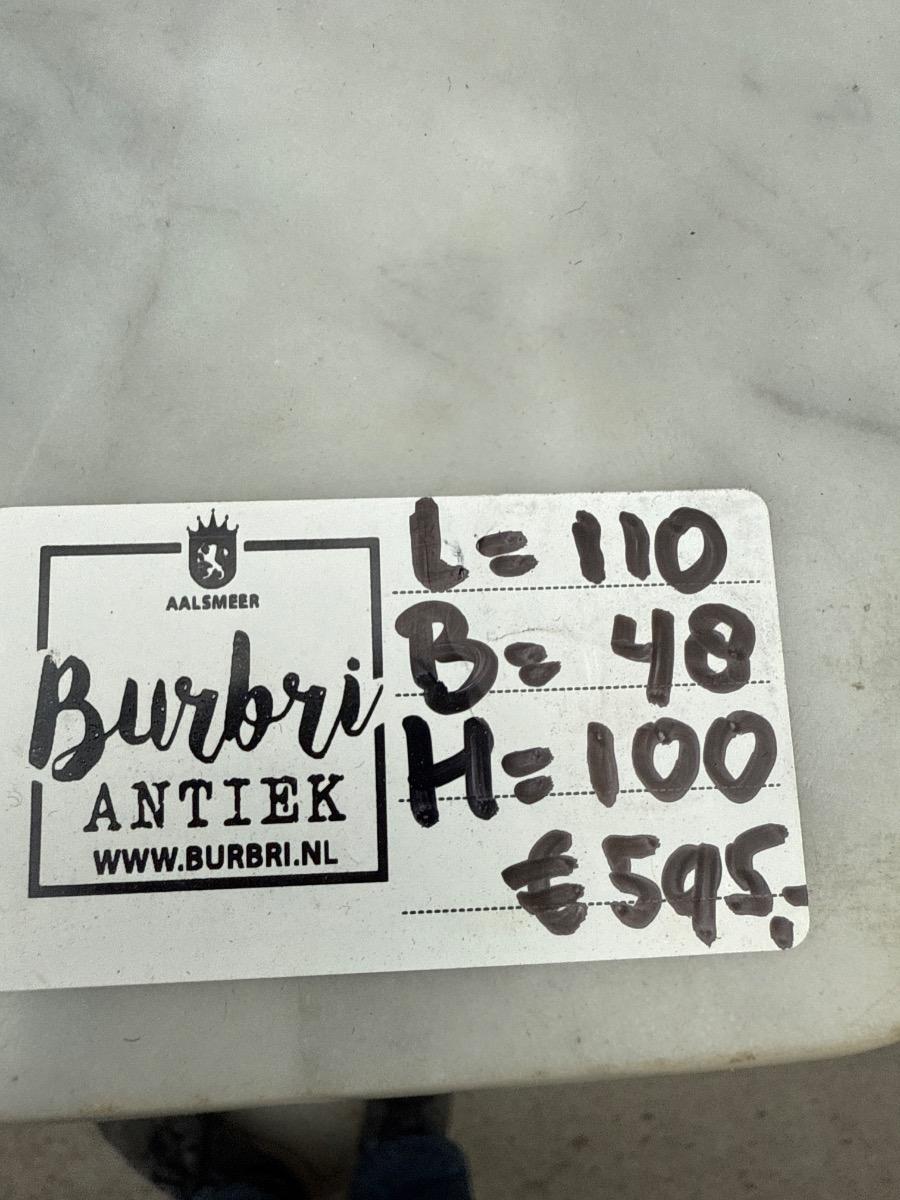 AALSMEER
Burbri
ANTIEK
WWW.BURBRI.NL
L= 110
B= 48
H= 100
€ 595,-